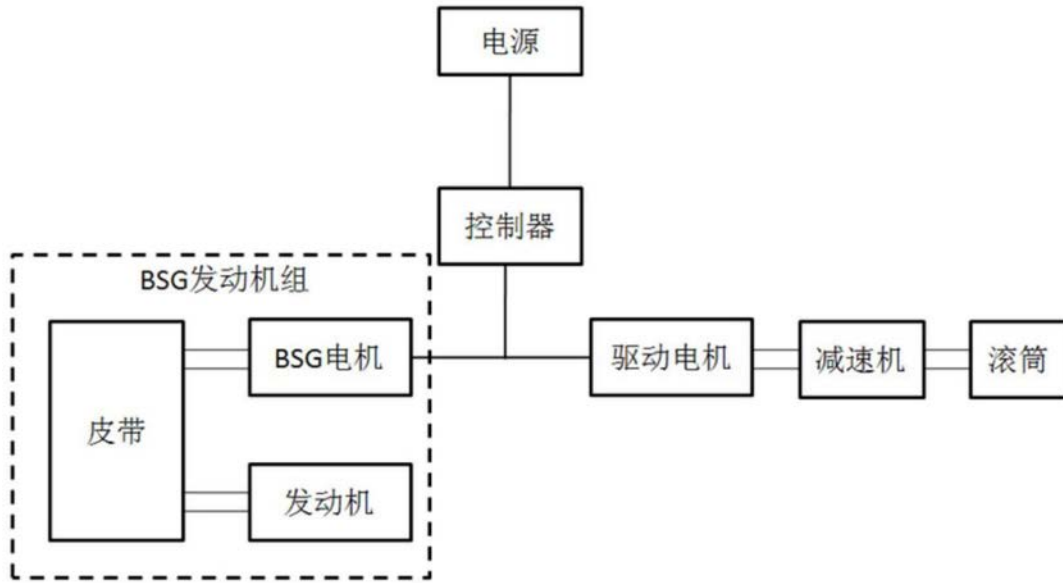 电源
控制器
BSG发动机组
皮带
BSG电机
发动机
驱动电机
减速机
滚筒